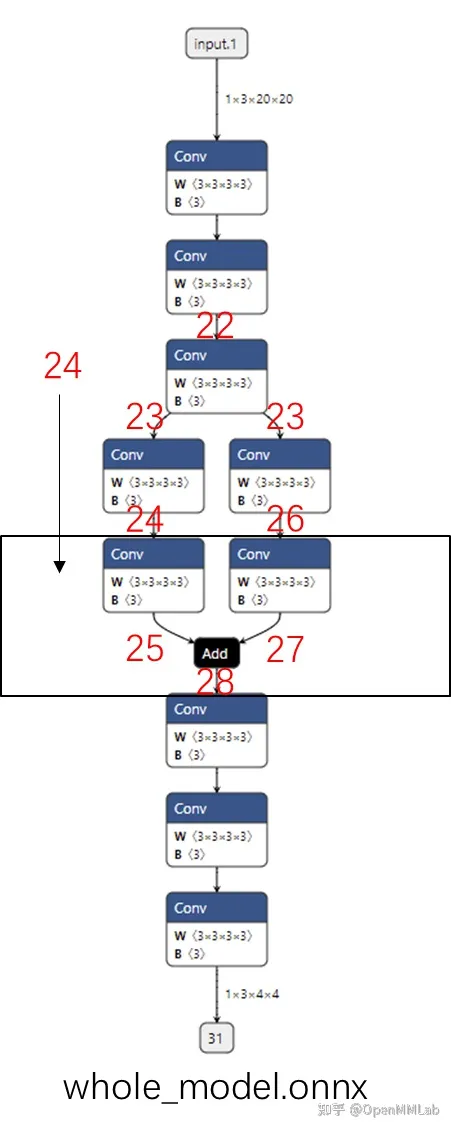 input.1
1×3×20×20
Conv
W ⟨3×3×3×3⟩
B ⟨3⟩
Conv
W ⟨3×3×3×3⟩
B ⟨3⟩
22
Conv
W ⟨3×3×3×3⟩
B ⟨3⟩
24
23 23
Conv Conv
W ⟨3×3×3×3⟩ W ⟨3×3×3×3⟩
B ⟨3⟩ B ⟨3⟩
24 26
Conv Conv
W ⟨3×3×3×3⟩ W ⟨3×3×3×3⟩
B ⟨3⟩ B ⟨3⟩
25 Add 27
28
Conv
W ⟨3×3×3×3⟩
B ⟨3⟩
Conv
W ⟨3×3×3×3⟩
B ⟨3⟩
Conv
W ⟨3×3×3×3⟩
B ⟨3⟩
1×3×4×4
31
whole_model.onnx
知乎 @OpenMMLab